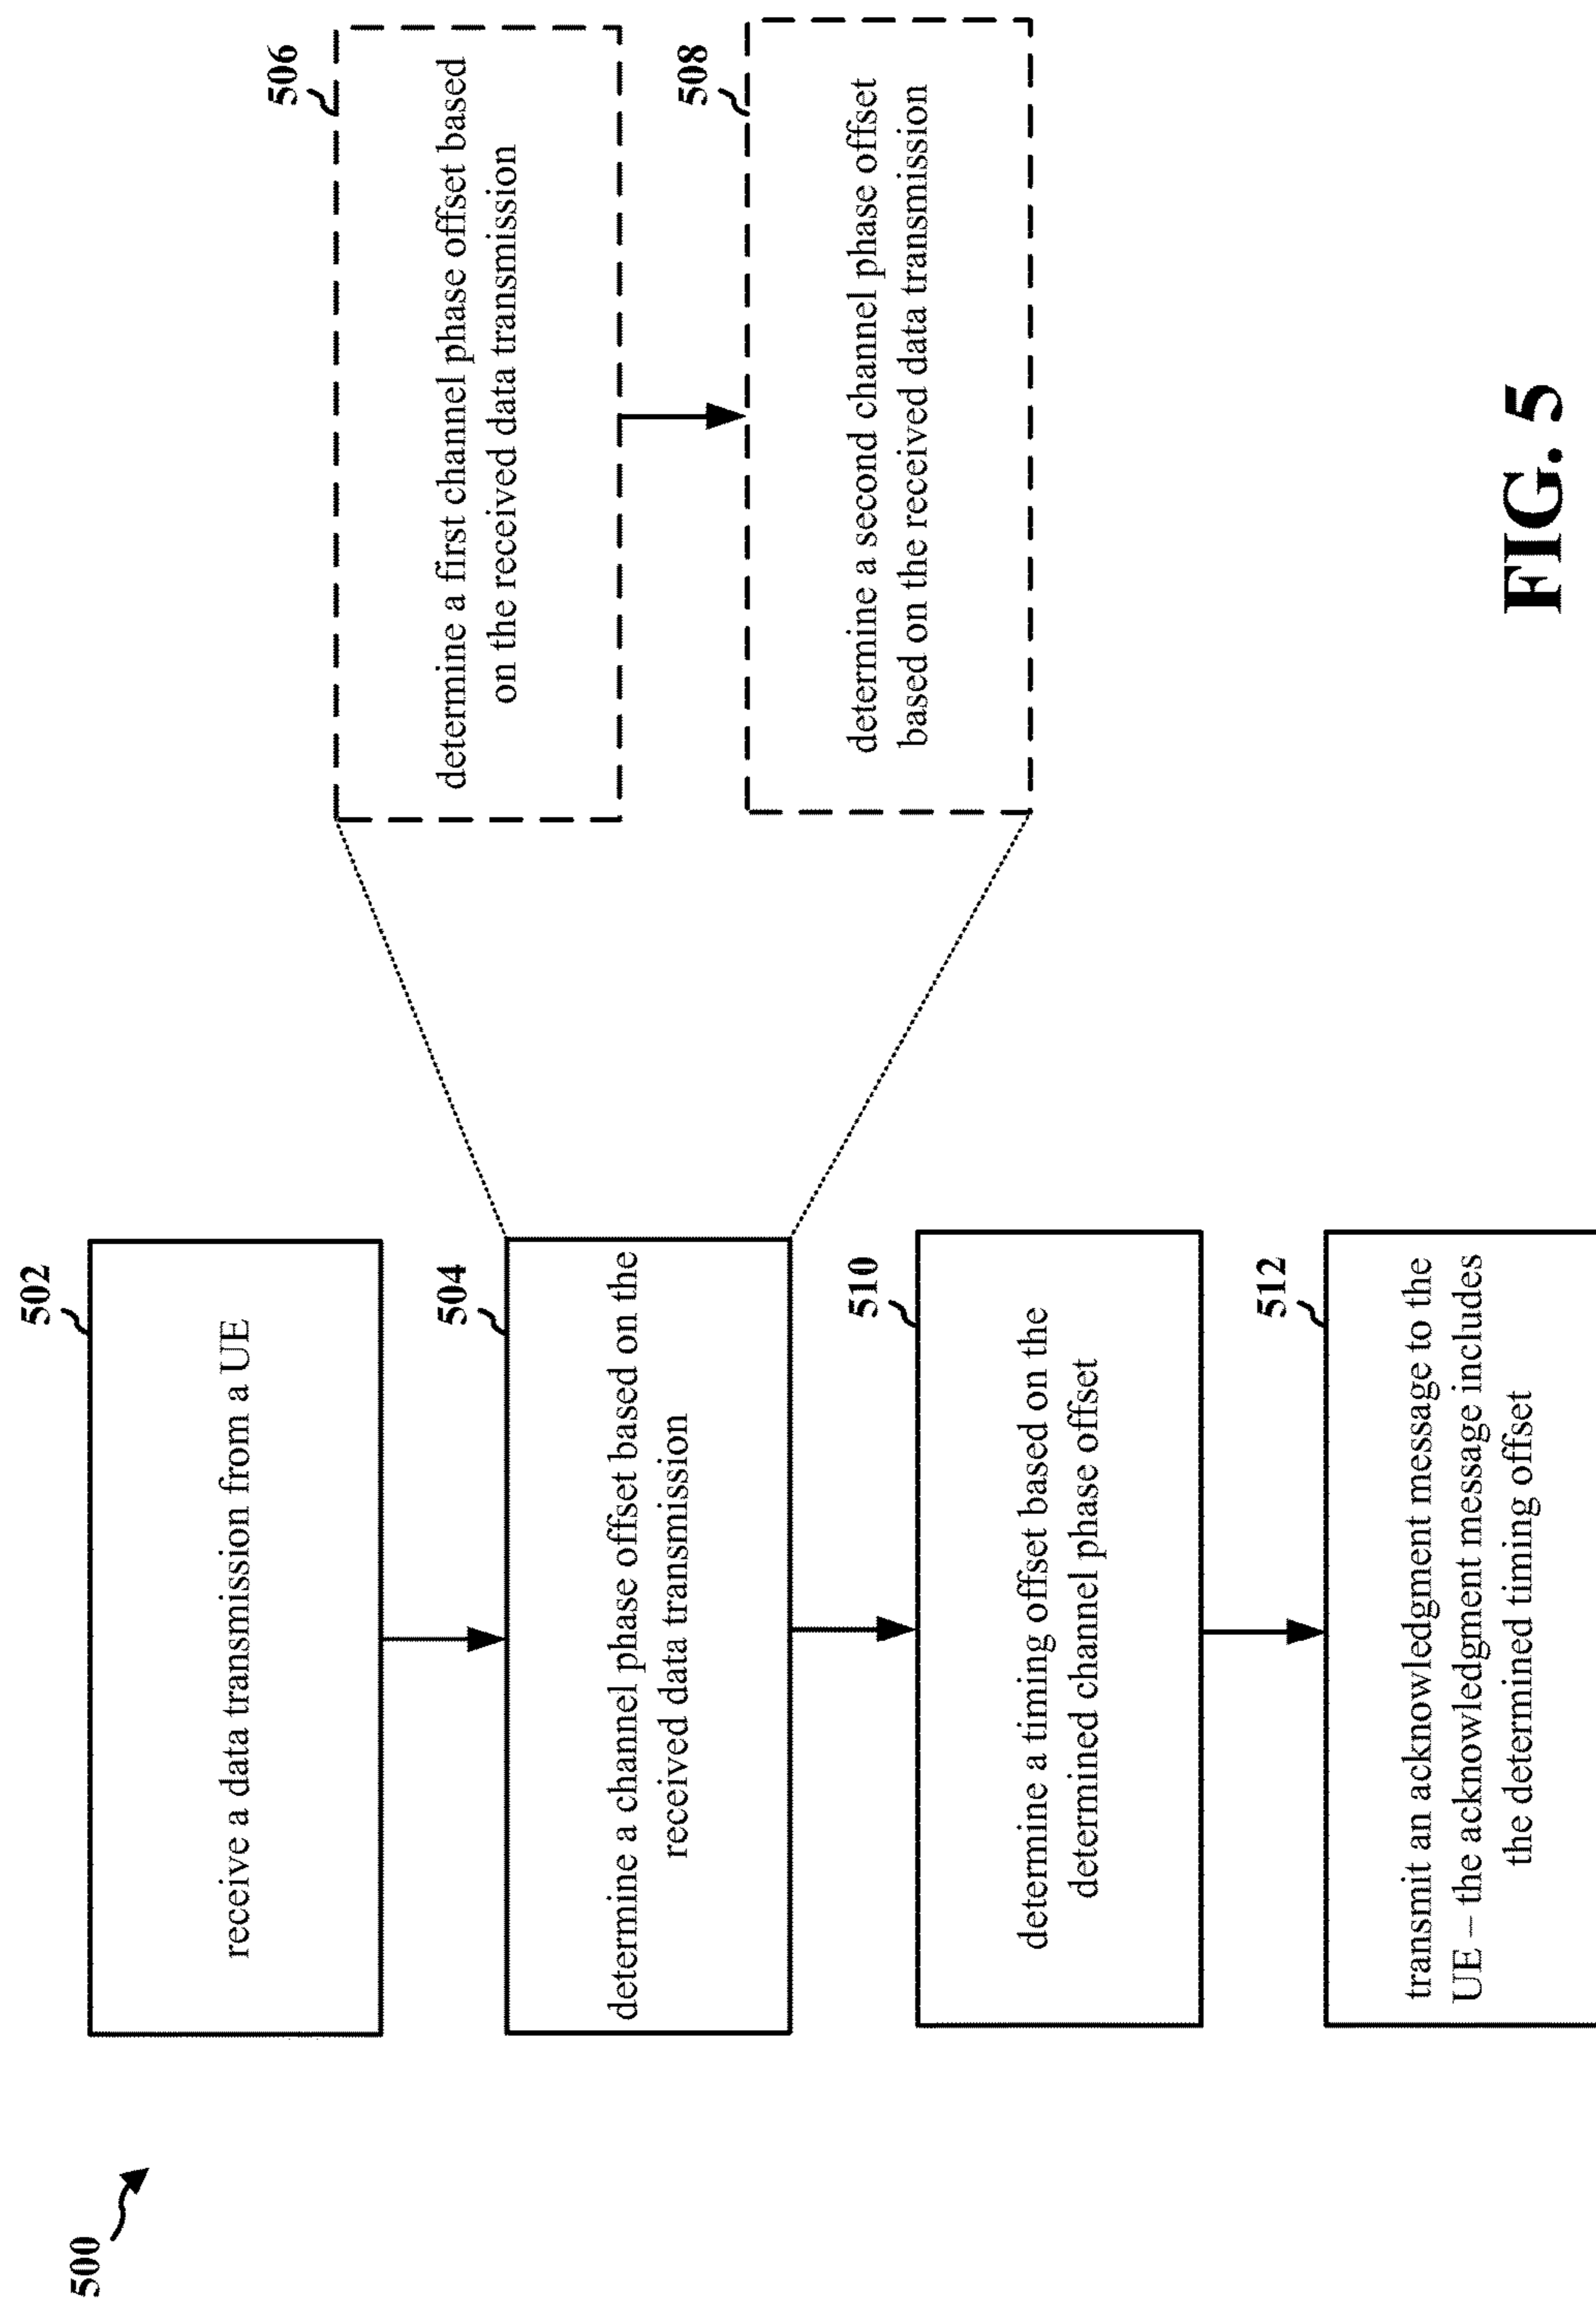 500
502
receive a data transmission from a UE
504
determine a channel phase offset based on the
received data transmission
506
determine a first channel phase offset based
on the received data transmission
508
determine a second channel phase offset
based on the received data transmission
510
determine a timing offset based on the
determined channel phase offset
512
transmit an acknowledgment message to the
UE – the acknowledgment message includes
the determined timing offset
FIG. 5